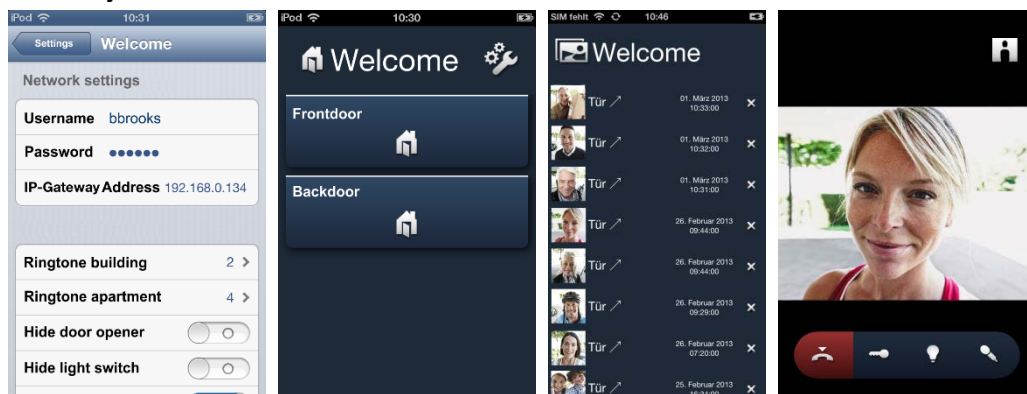 iPod 10:31
Settings Welcome
Network settings
Username bbrooks
Password ●●●●●●
IP-Gateway Address 192.168.0.134
Ringtone building 2
Ringtone apartment 4
Hide door opener
Hide light switch
iPod 10:30
Welcome
Frontdoor
Backdoor
SIM fehlt 10:46
Welcome
Tür 01. März 2013
10:33:00
Tür 01. März 2013
10:32:00
Tür 01. März 2013
10:31:00
Tür 26. Februar 2013
09:44:00
Tür 26. Februar 2013
09:44:00
Tür 26. Februar 2013
09:29:00
Tür 26. Februar 2013
07:20:00
Tür 25. Februar 2013